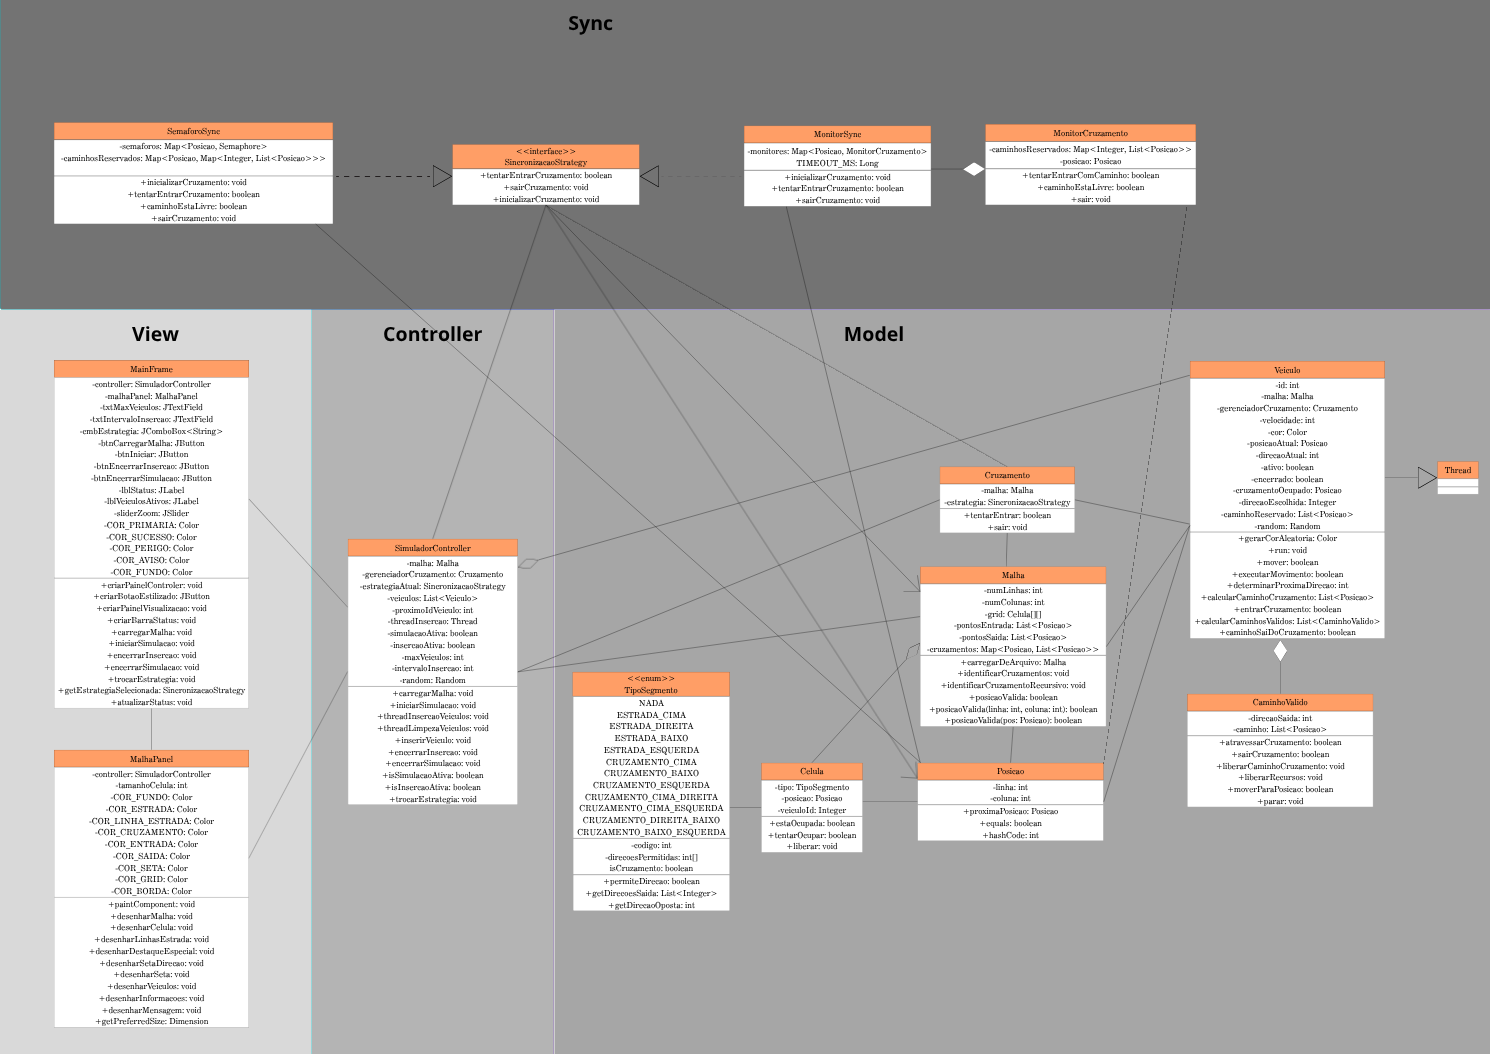 Sync
SemaforoSync
-semaforos: Map<Posicao, Semaphore>
-caminhosReservados: Map<Posicao, Map<Integer, List<Posicao>>>
+inicializarCruzamento: void
+tentarEntrarCruzamento: boolean
+caminhoEstaLivre: boolean
+sairCruzamento: void
<<interface>>
SincronizacaoStrategy
+tentarEntrarCruzamento: boolean
+sairCruzamento: void
+inicializarCruzamento: void
MonitorSync
-monitores: Map<Posicao, MonitorCruzamento>
TIMEOUT_MS: Long
+inicializarCruzamento: void
+tentarEntrarCruzamento: boolean
+sairCruzamento: void
MonitorCruzamento
-caminhosReservados: Map<Integer, List<Posicao>>
-posicao: Posicao
+tentarEntrarComCaminho: boolean
+caminhoEstaLivre: boolean
+sair: void
View
MainFrame
-controller: SimuladorController
-malhaPanel: MalhaPanel
-txtMaxVeiculos: JTextField
-txtIntervaloInsercao: JTextField
-cmbEstrategia: JComboBox<String>
-btnCarregarMalha: JButton
-btnIniciar: JButton
-btnEncerrarInsercao: JButton
-btnEncerrarSimulacao: JButton
-lblStatus: JLabel
-lblVeiculosAtivos: JLabel
-sliderZoom: JSlider
-COR_PRIMARIA: Color
-COR_SUCESSO: Color
-COR_PERIGO: Color
-COR_AVISO: Color
-COR_FUNDO: Color
+criarPainelControler: void
+criarBotaoEstilizado: JButton
+criarPainelVisualizacao: void
+criarBarraStatus: void
+carregarMalha: void
+iniciarSimulacao: void
+encerrarInsercao: void
+encerrarSimulacao: void
+trocarEstrategia: void
+getEstrategiaSelecionada: SincronizacaoStrategy
+atualizarStatus: void
MalhaPanel
-controller: SimuladorController
-tamanhoCelula: int
-COR_FUNDO: Color
-COR_ESTRADA: Color
-COR_LINHA_ESTRADA: Color
-COR_CRUZAMENTO: Color
-COR_ENTRADA: Color
-COR_SAIDA: Color
-COR_SETA: Color
-COR_GRID: Color
-COR_BORDA: Color
+paintComponent: void
+desenharMalha: void
+desenharCelula: void
+desenharLinhasEstrada: void
+desenharDestaqueEspecial: void
+desenharSetaDirecao: void
+desenharSeta: void
+desenharVeiculos: void
+desenharInformacoes: void
+desenharMensagem: void
+getPreferredSize: Dimension
Controller
SimuladorController
-malha: Malha
-gerenciadorCruzamento: Cruzamento
-estrategiaAtual: SincronizacaoStrategy
-veiculos: List<Veiculo>
-proximoIdVeiculo: int
-threadInsercao: Thread
-simulacaoAtiva: boolean
-insercaoAtiva: boolean
-maxVeiculos: int
-intervaloInsercao: int
-random: Random
+carregarMalha: void
+iniciarSimulacao: void
+threadInsercaoVeiculos: void
+threadLimpezaVeiculos: void
+inserirVeiculo: void
+encerrarInsercao: void
+encerrarSimulacao: void
+isSimulacaoAtiva: boolean
+isInsercaoAtiva: boolean
+trocarEstrategia: void
Model
<<enum>>
TipoSegmento
NADA
ESTRADA_CIMA
ESTRADA_DIREITA
ESTRADA_BAIXO
ESTRADA_ESQUERDA
CRUZAMENTO_CIMA
CRUZAMENTO_BAIXO
CRUZAMENTO_ESQUERDA
CRUZAMENTO_CIMA_DIREITA
CRUZAMENTO_CIMA_ESQUERDA
CRUZAMENTO_DIREITA_BAIXO
CRUZAMENTO_BAIXO_ESQUERDA
-codigo: int
-direcoesPermitidas: int[]
isCruzamento: boolean
+permiteDirecao: boolean
+getDirecoesSaida: List<Integer>
+getDirecaoOposta: int
Celula
-tipo: TipoSegmento
-posicao: Posicao
-veiculoId: Integer
+estaOcupada: boolean
+tentarOcupar: boolean
+liberar: void
Cruzamento
-malha: Malha
-estrategia: SincronizacaoStrategy
+tentarEntrar: boolean
+sair: void
Malha
-numLinhas: int
-numColunas: int
-grid: Celula[][]
-pontosEntrada: List<Posicao>
-pontosSaida: List<Posicao>
-cruzamentos: Map<Posicao, List<Posicao>>
+carregarDeArquivo: Malha
+identificarCruzamentos: void
+identificarCruzamentoRecursivo: void
+posicaoValida: boolean
+posicaoValida(linha: int, coluna: int): boolean
+posicaoValida(pos: Posicao): boolean
Posicao
-linha: int
-coluna: int
+proximaPosicao: Posicao
+equals: boolean
+hashCode: int
Veiculo
-id: int
-malha: Malha
-gerenciadorCruzamento: Cruzamento
-velocidade: int
-cor: Color
-posicaoAtual: Posicao
-direcaoAtual: int
-ativo: boolean
-encerrado: boolean
-cruzamentoOcupado: Posicao
-direcaoEscolhida: Integer
-caminhoReservado: List<Posicao>
-random: Random
+gerarCorAleatoria: Color
+run: void
+mover: boolean
+executarMovimento: boolean
+determinarProximaDirecao: int
+calcularCaminhoCruzamento: List<Posicao>
+entrarCruzamento: boolean
+calcularCaminhosValidos: List<CaminhoValido>
+caminhoSaiDoCruzamento: boolean
Thread
CaminhoValido
-direcaoSaida: int
-caminho: List<Posicao>
+atravessarCruzamento: boolean
+sairCruzamento: boolean
+liberarCaminhoCruzamento: void
+liberarRecursos: void
+moverParaPosicao: boolean
+parar: void